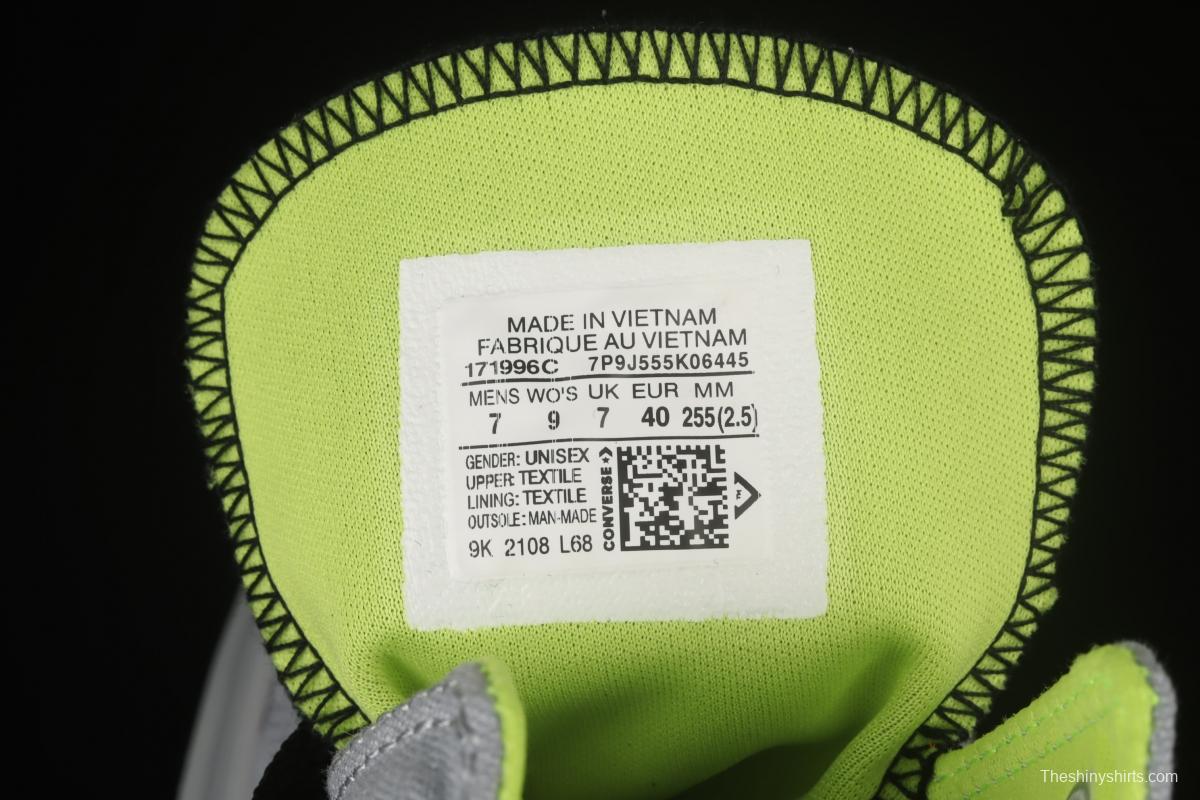 MADE IN VIETNAM
FABRIQUE AU VIETNAM
171996C 7P9J555K06445
MENS WO'S UK EUR MM
7 9 7 40 255(2.5)
GENDER: UNISEX
UPPER: TEXTILE
LINING: TEXTILE
OUTSOLE: MAN-MADE
9K 2108 L68
CONVERSE
TM
Theshinyshirts.com